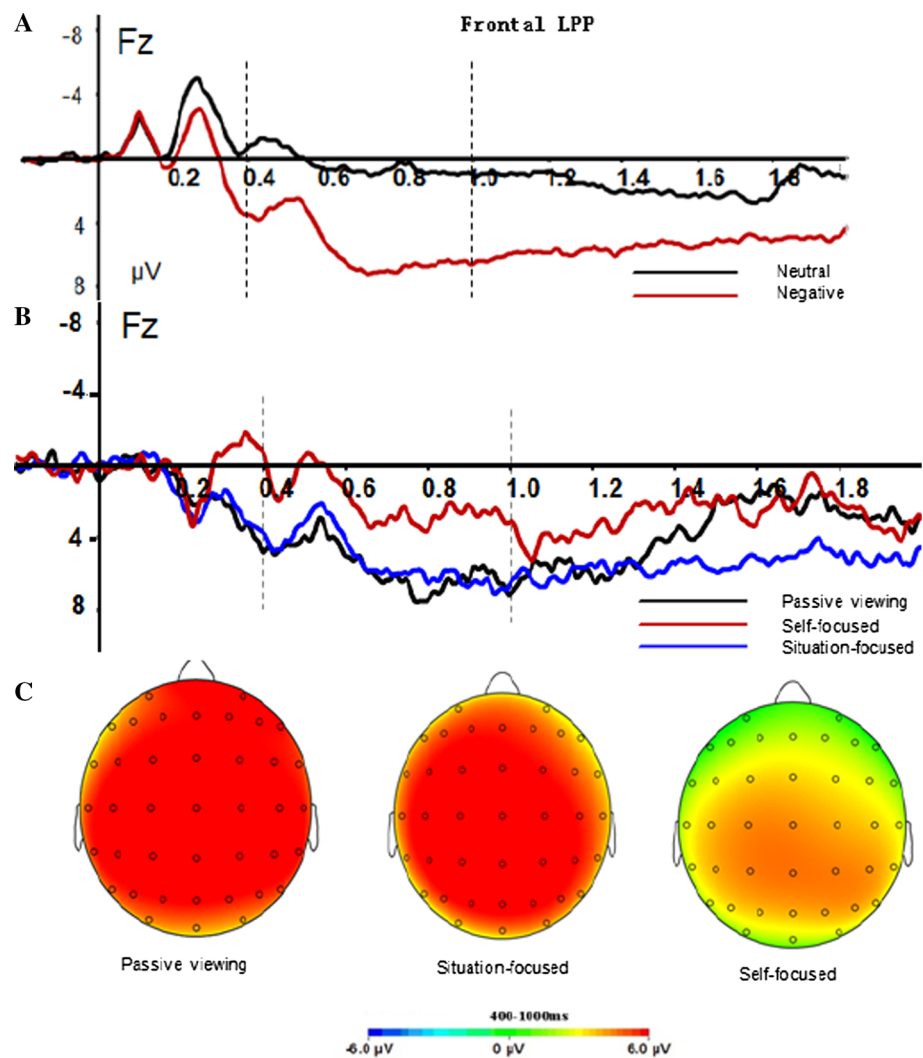 A
Frontal LPP
-8
Fz
-4
0.2 0.4 0.6 0.8 1.0 1.2 1.4 1.6 1.8
4
μV
8
Neutral
Negative
B
-8
Fz
-4
0.2 0.4 0.6 0.8 1.0 1.2 1.4 1.6 1.8
4
8
Passive viewing
Self-focused
Situation-focused
C
Passive viewing
Situation-focused
Self-focused
400-1000ms
-6.0 μV 0 μV 6.0 μV